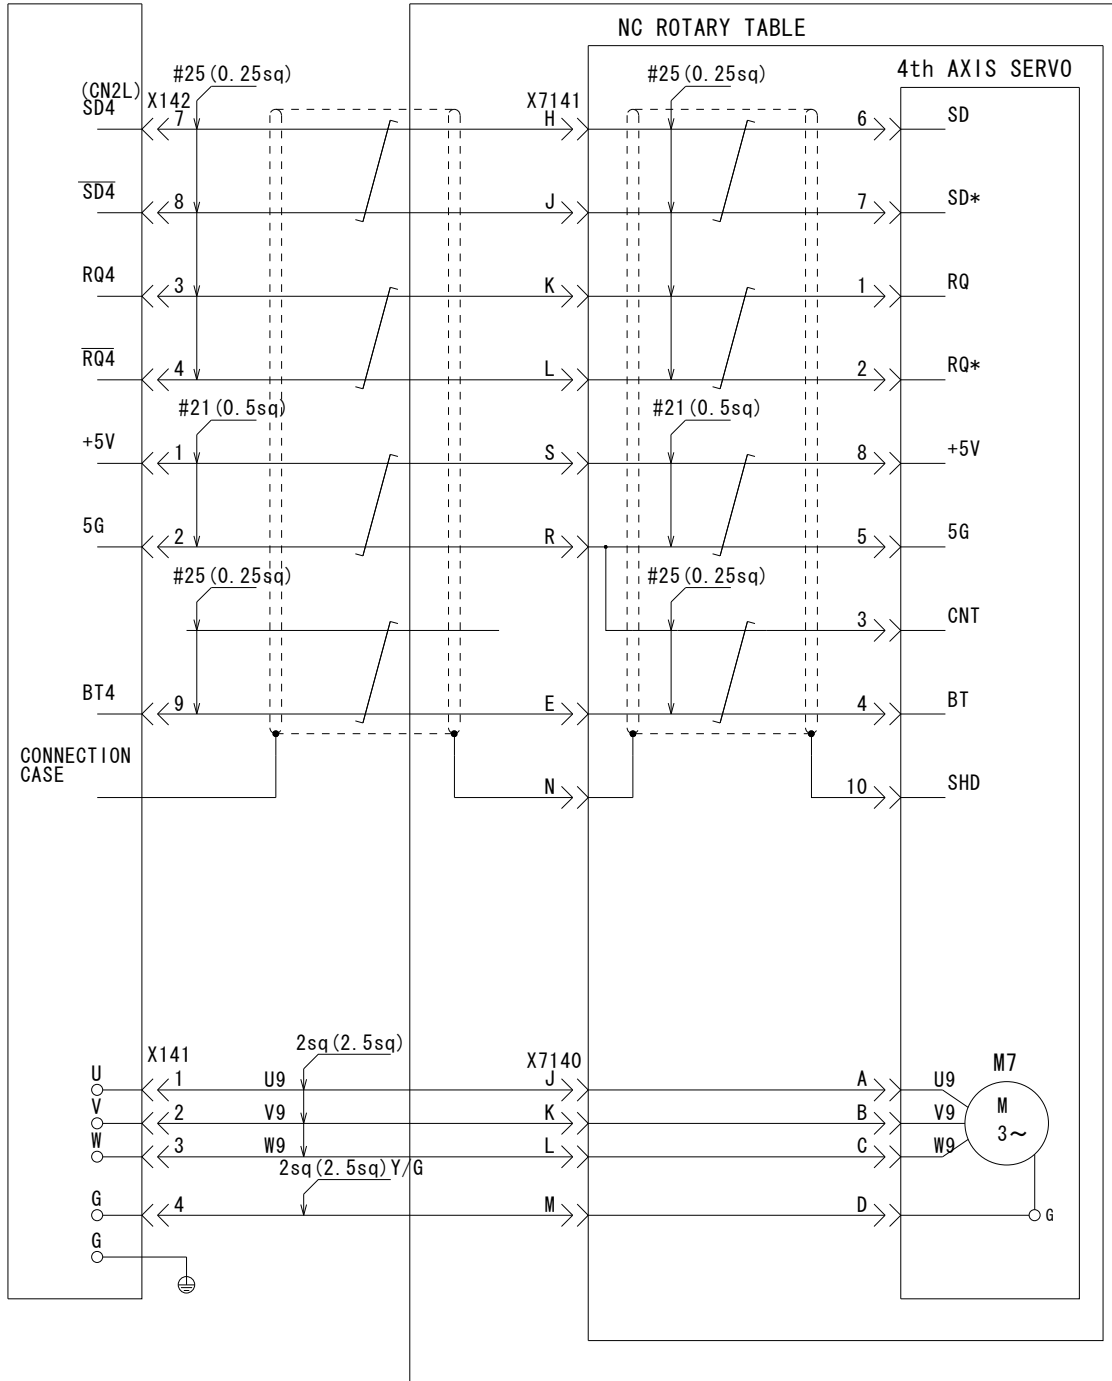 NC ROTARY TABLE
4th AXIS SERVO
(CN2L)
X142
#25(0.25sq)
X7141
#25(0.25sq)
SD4 7 H 6 SD
S̅D̅4̅ 8 J 7 SD*
RQ4 3 K 1 RQ
R̅Q̅4̅ 4 L 2 RQ*
#21(0.5sq) #21(0.5sq)
+5V 1 S 8 +5V
5G 2 R 5 5G
#25(0.25sq) #25(0.25sq)
3 CNT
BT4 9 E 4 BT
CONNECTION
CASE
N 10 SHD
X141
2sq(2.5sq)
X7140
M7
U 1 U9 J A U9
V 2 V9 K B V9
W 3 W9 L C W9
M
3~
2sq(2.5sq)Y/G
G 4 M D G
G